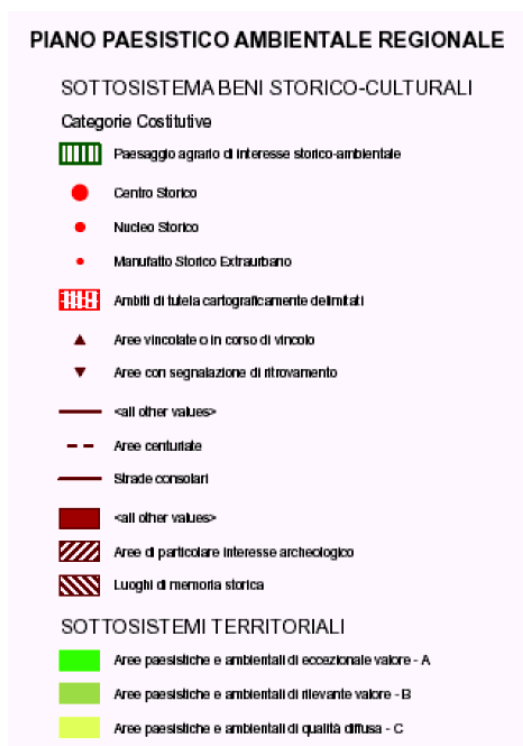 PIANO PAESISTICO AMBIENTALE REGIONALE
SOTTOSISTEMA BENI STORICO-CULTURALI
Categorie Costitutive
Paesaggio agrario di interesse storico-ambientale
Centro Storico
Nucleo Storico
Manufatto Storico Extraurbano
Ambiti di tutela cartograficamente delimitati
Aree vincolate o in corso di vincolo
Aree con segnalazione di ritrovamento
<all other values>
Aree centuriate
Strade consolari
<all other values>
Aree di particolare interesse archeologico
Luoghi di memoria storica
SOTTOSISTEMI TERRITORIALI
Aree paesistiche e ambientali di eccezionale valore - A
Aree paesistiche e ambientali di rilevante valore - B
Aree paesistiche e ambientali di qualità diffusa - C